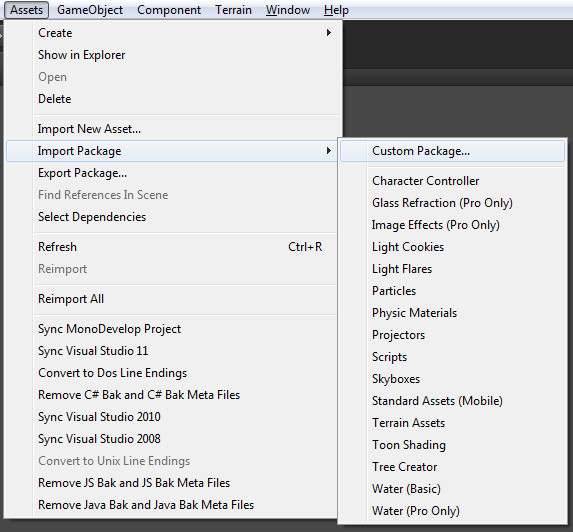 Assets GameObject Component Terrain Window Help
Create
Show in Explorer
Open
Delete
Import New Asset...
Import Package
Export Package...
Find References In Scene
Select Dependencies
Refresh Ctrl+R
Reimport
Reimport All
Sync MonoDevelop Project
Sync Visual Studio 11
Convert to Dos Line Endings
Remove C# Bak and C# Bak Meta Files
Sync Visual Studio 2010
Sync Visual Studio 2008
Convert to Unix Line Endings
Remove JS Bak and JS Bak Meta Files
Remove Java Bak and Java Bak Meta Files
Custom Package...
Character Controller
Glass Refraction (Pro Only)
Image Effects (Pro Only)
Light Cookies
Light Flares
Particles
Physic Materials
Projectors
Scripts
Skyboxes
Standard Assets (Mobile)
Terrain Assets
Toon Shading
Tree Creator
Water (Basic)
Water (Pro Only)